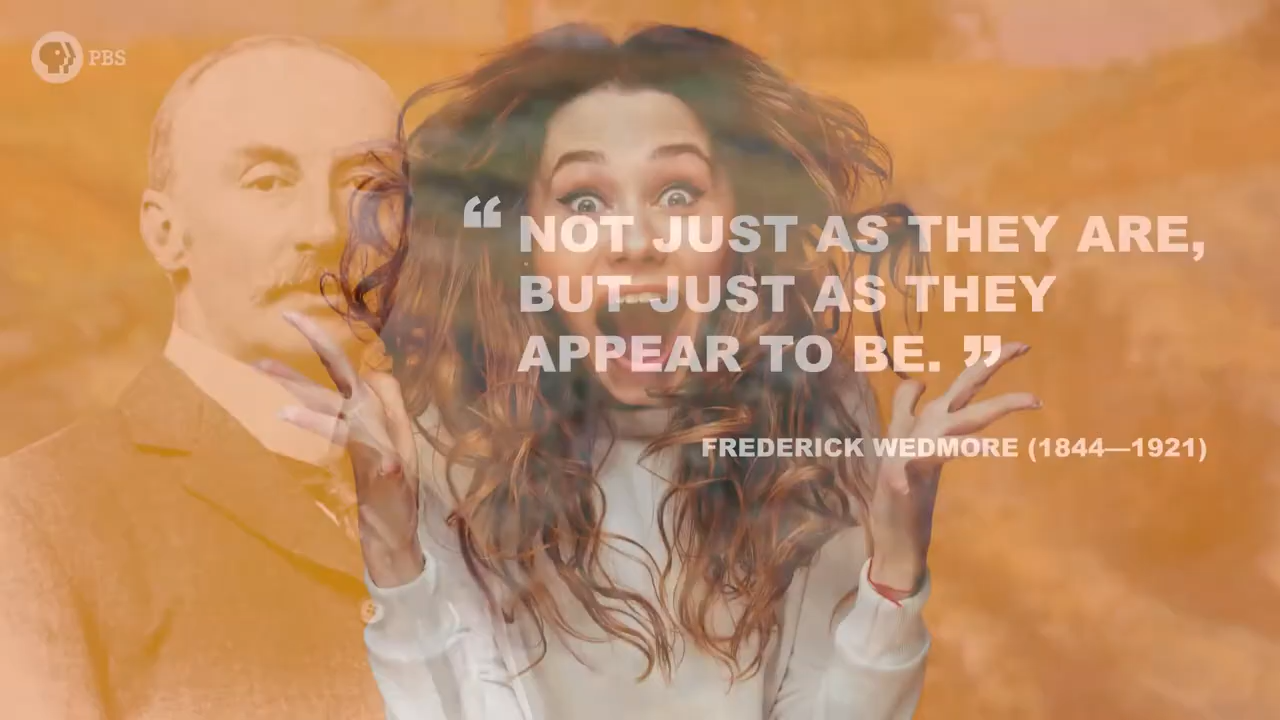 PBS
“ NOT JUST AS THEY ARE,
BUT JUST AS THEY
APPEAR TO BE. ”
FREDERICK WEDMORE (1844—1921)